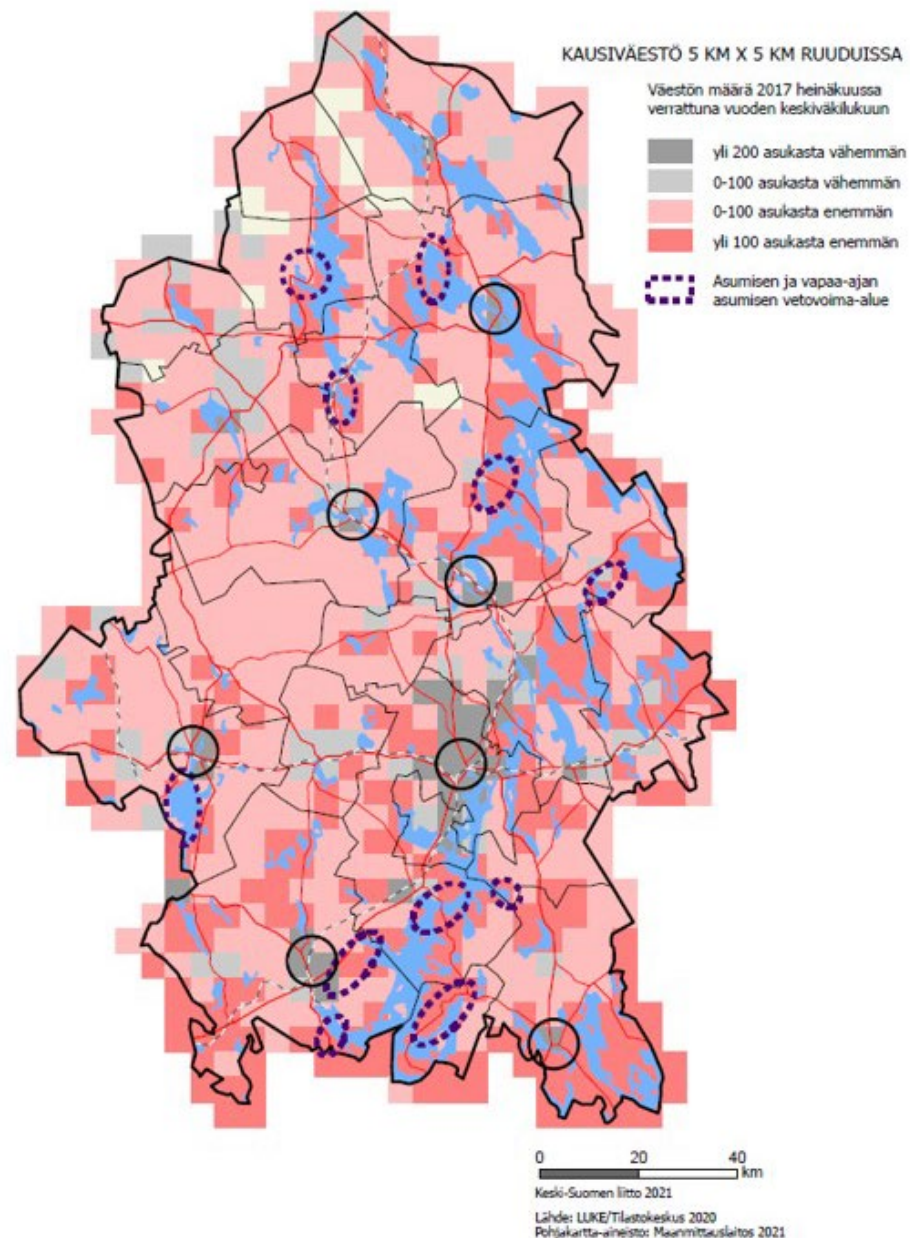 KAUSIVÄESTÖ 5 KM X 5 KM RUUDUISSA
Väestön määrä 2017 heinäkuussa
verrattuna vuoden keskiväkilukuun
yli 200 asukasta vähemmän
0-100 asukasta vähemmän
0-100 asukasta enemmän
yli 100 asukasta enemmän
Asumisen ja vapaa-ajan
asumisen vetovoima-alue
0 20 40
km
Keski-Suomen liitto 2021
Lähde: LUKE/Tilastokeskus 2020
Pohjakartta-aineisto: Maanmittauslaitos 2021